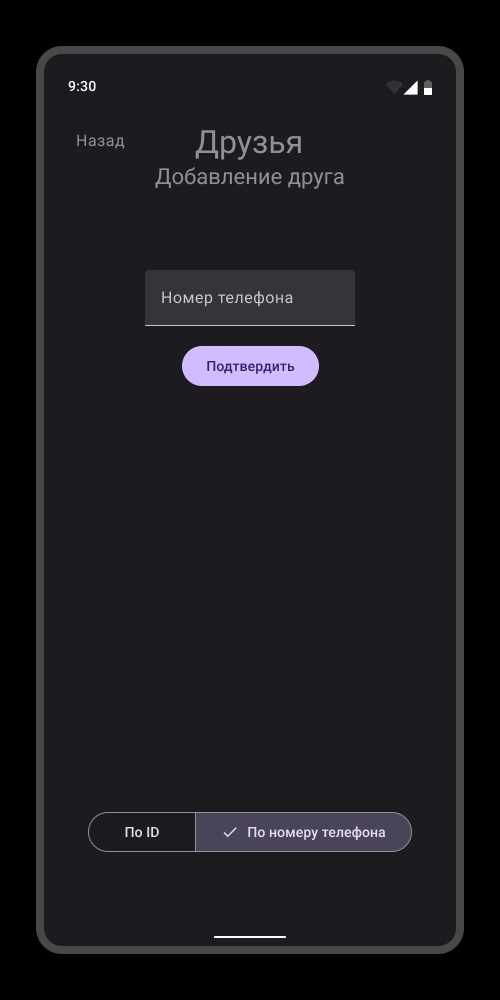 9:30
Назад
Друзья
Добавление друга
Номер телефона
Подтвердить
По ID
По номеру телефона